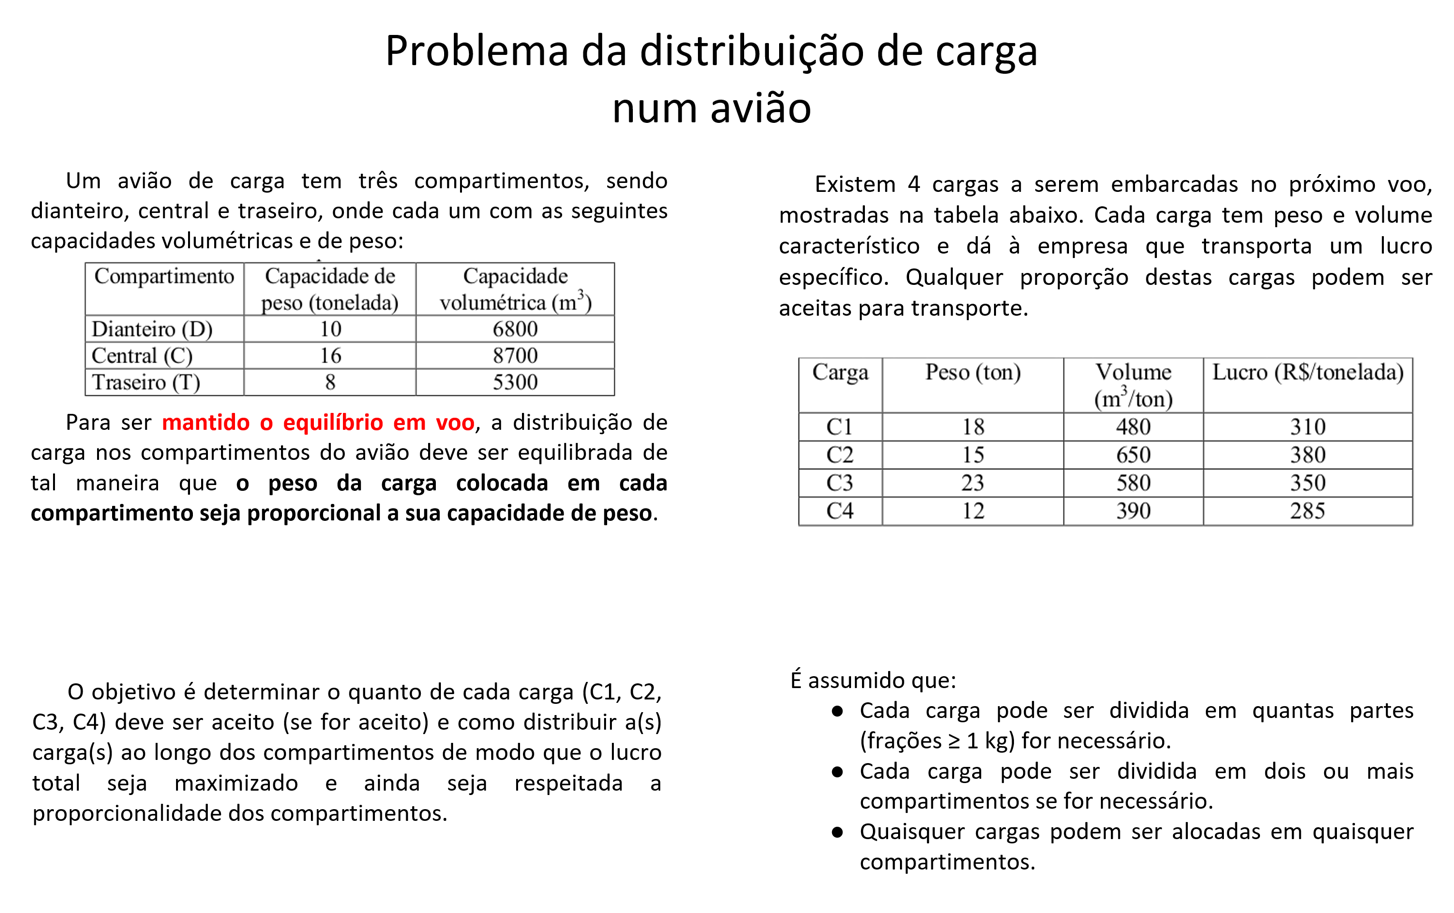 Problema da distribuição de carga
num avião
Um avião de carga tem três compartimentos, sendo
dianteiro, central e traseiro, onde cada um com as seguintes
capacidades volumétricas e de peso:
Compartimento Capacidade de peso (tonelada) Capacidade volumétrica (m³)
Dianteiro (D) 10 6800
Central (C) 16 8700
Traseiro (T) 8 5300
Para ser mantido o equilíbrio em voo, a distribuição de
carga nos compartimentos do avião deve ser equilibrada de
tal maneira que o peso da carga colocada em cada
compartimento seja proporcional a sua capacidade de peso.
Existem 4 cargas a serem embarcadas no próximo voo,
mostradas na tabela abaixo. Cada carga tem peso e volume
característico e dá à empresa que transporta um lucro
específico. Qualquer proporção destas cargas podem ser
aceitas para transporte.
Carga Peso (ton) Volume (m³/ton) Lucro (R$/tonelada)
C1 18 480 310
C2 15 650 380
C3 23 580 350
C4 12 390 285
O objetivo é determinar o quanto de cada carga (C1, C2,
C3, C4) deve ser aceito (se for aceito) e como distribuir a(s)
carga(s) ao longo dos compartimentos de modo que o lucro
total seja maximizado e ainda seja respeitada a
proporcionalidade dos compartimentos.
É assumido que:
● Cada carga pode ser dividida em quantas partes
(frações ≥ 1 kg) for necessário.
● Cada carga pode ser dividida em dois ou mais
compartimentos se for necessário.
● Quaisquer cargas podem ser alocadas em quaisquer
compartimentos.